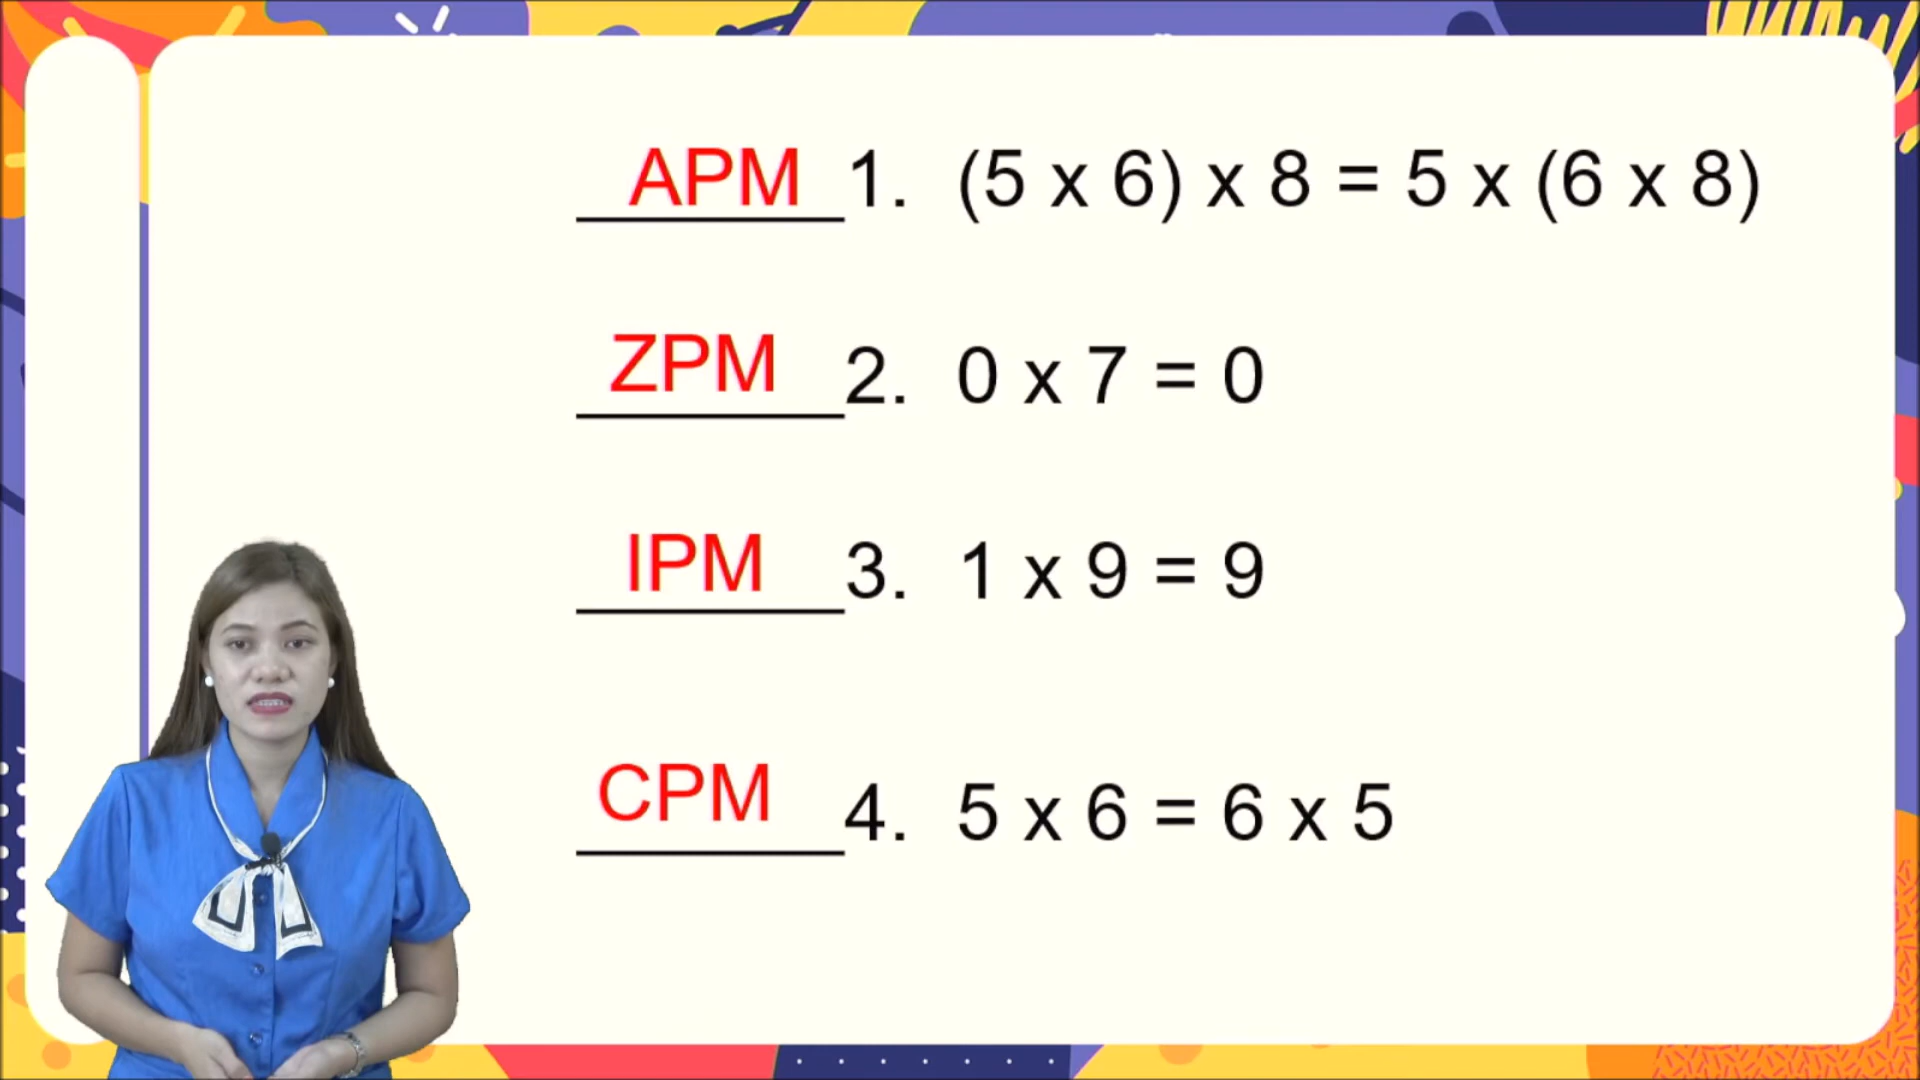 APM 1. (5 x 6) x 8 = 5 x (6 x 8)
ZPM 2. 0 x 7 = 0
IPM 3. 1 x 9 = 9
CPM 4. 5 x 6 = 6 x 5